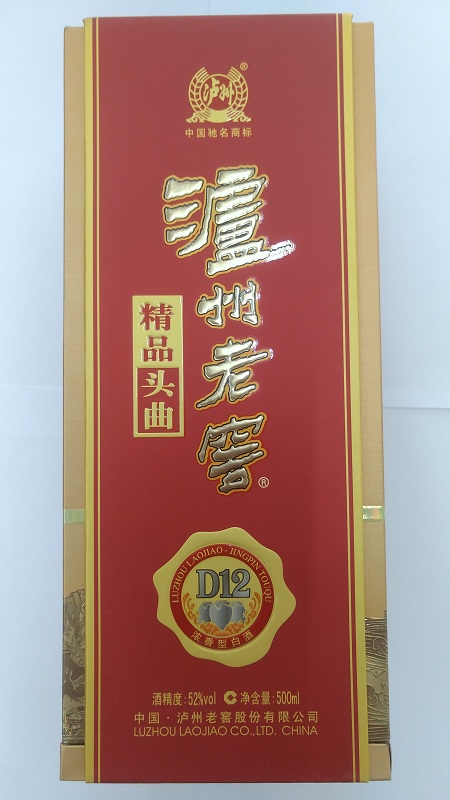 泸州
®
中国驰名商标
瀘州老窖
®
精品头曲
LUZHOU LAOJIAO · JINGPIN TOUQU
D12
浓香型白酒
酒精度: 52%vol C 净含量: 500ml
中国 · 泸州老窖股份有限公司
LUZHOU LAOJIAO CO., LTD. CHINA